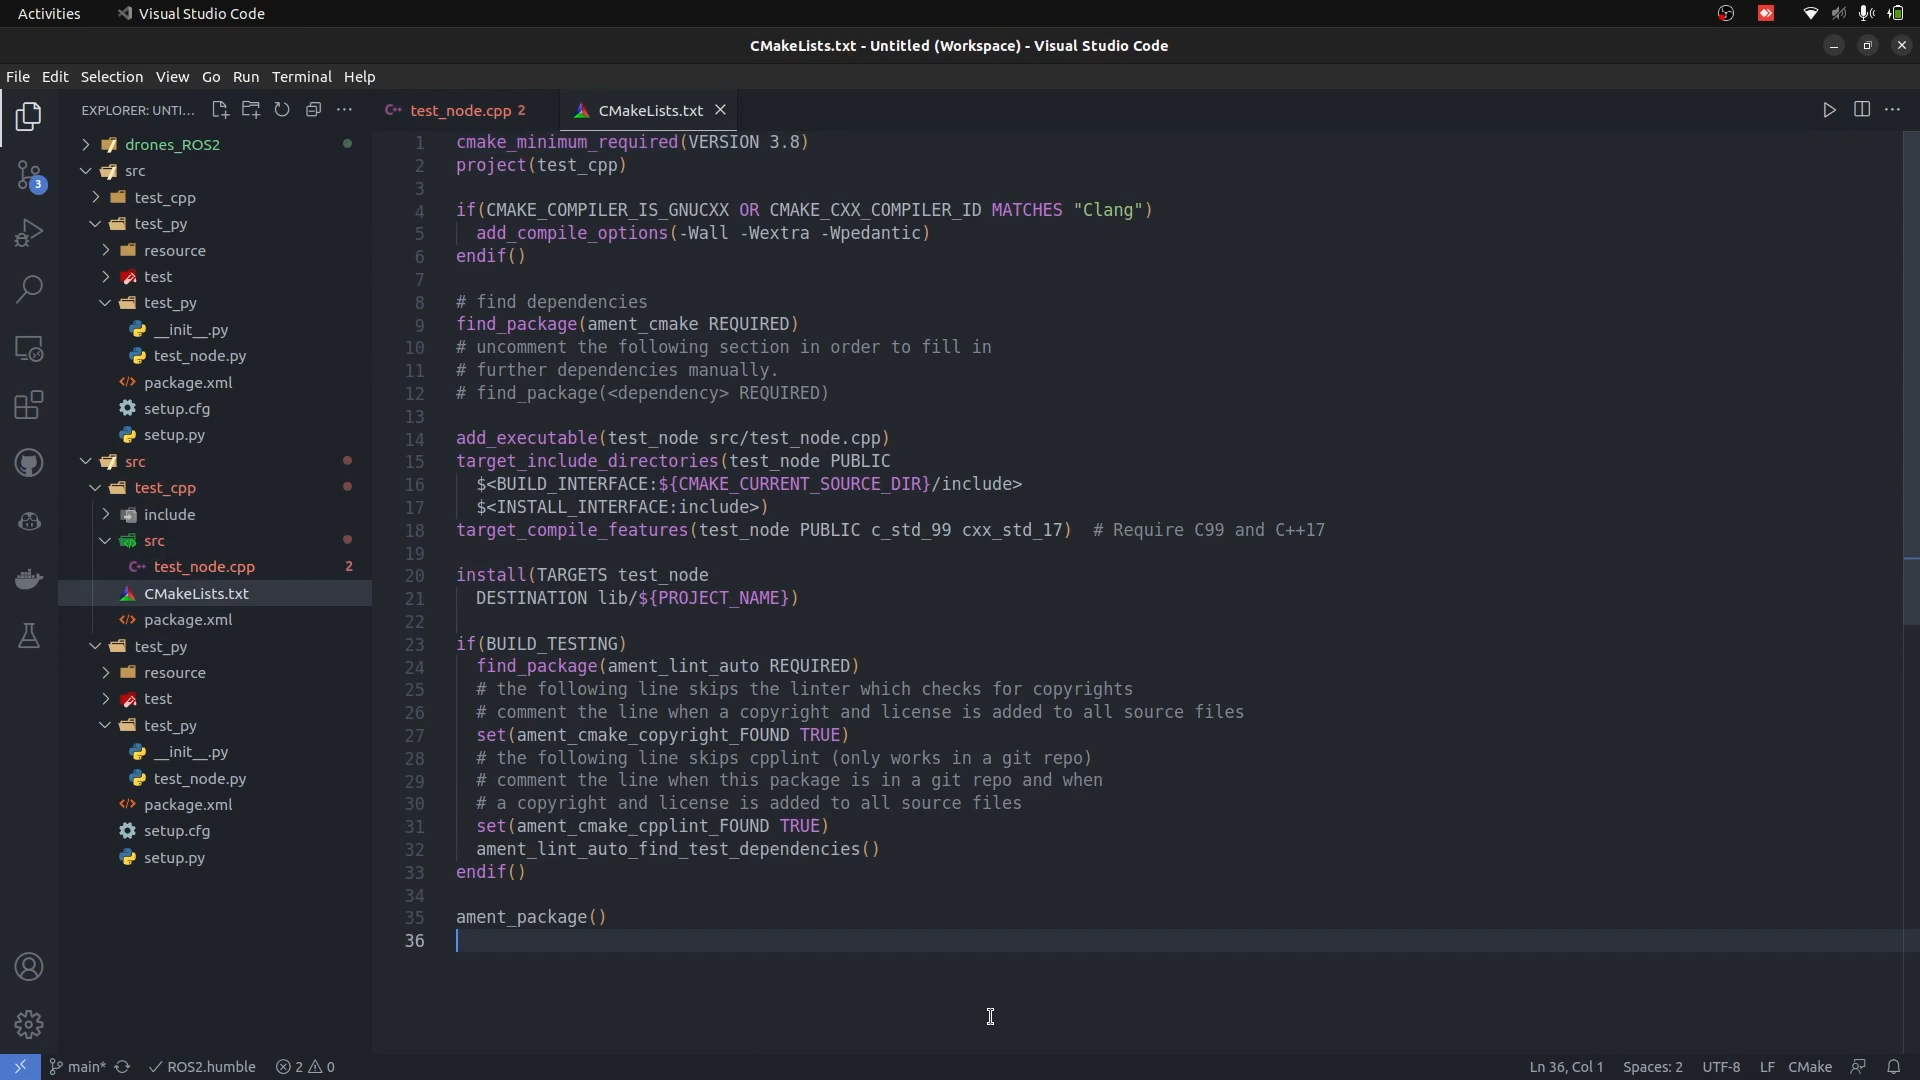 Activities
Visual Studio Code
CMakeLists.txt - Untitled (Workspace) - Visual Studio Code
File Edit Selection View Go Run Terminal Help
EXPLORER: UNTI...
drones_ROS2
src
test_cpp
test_py
resource
test
test_py
__init__.py
test_node.py
package.xml
setup.cfg
setup.py
src
test_cpp
include
src
test_node.cpp 2
CMakeLists.txt
package.xml
test_py
resource
test
test_py
__init__.py
test_node.py
package.xml
setup.cfg
setup.py
3
test_node.cpp 2
CMakeLists.txt
1 cmake_minimum_required(VERSION 3.8)
2 project(test_cpp)
3
4 if(CMAKE_COMPILER_IS_GNUCXX OR CMAKE_CXX_COMPILER_ID MATCHES "Clang")
5   add_compile_options(-Wall -Wextra -Wpedantic)
6 endif()
7
8 # find dependencies
9 find_package(ament_cmake REQUIRED)
10 # uncomment the following section in order to fill in
11 # further dependencies manually.
12 # find_package(<dependency> REQUIRED)
13
14 add_executable(test_node src/test_node.cpp)
15 target_include_directories(test_node PUBLIC
16   $<BUILD_INTERFACE:${CMAKE_CURRENT_SOURCE_DIR}/include>
17   $<INSTALL_INTERFACE:include>)
18 target_compile_features(test_node PUBLIC c_std_99 cxx_std_17)  # Require C99 and C++17
19
20 install(TARGETS test_node
21   DESTINATION lib/${PROJECT_NAME})
22
23 if(BUILD_TESTING)
24   find_package(ament_lint_auto REQUIRED)
25   # the following line skips the linter which checks for copyrights
26   # comment the line when a copyright and license is added to all source files
27   set(ament_cmake_copyright_FOUND TRUE)
28   # the following line skips cpplint (only works in a git repo)
29   # comment the line when this package is in a git repo and when
30   # a copyright and license is added to all source files
31   set(ament_cmake_cpplint_FOUND TRUE)
32   ament_lint_auto_find_test_dependencies()
33 endif()
34
35 ament_package()
36
main* ROS2.humble 2 0
Ln 36, Col 1 Spaces: 2 UTF-8 LF CMake